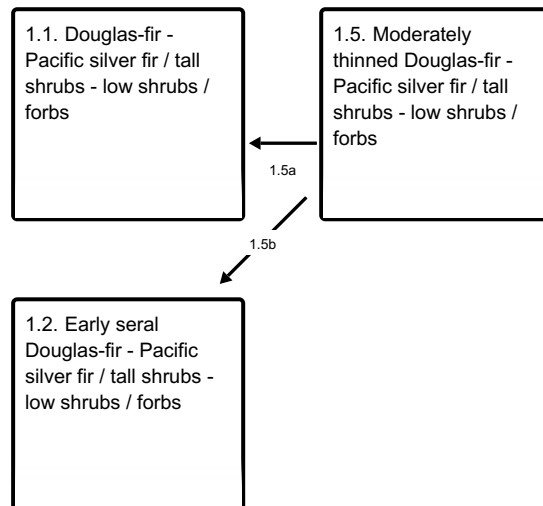 1.1. Douglas-fir -
Pacific silver fir / tall
shrubs - low shrubs /
forbs
1.5. Moderately
thinned Douglas-fir -
Pacific silver fir / tall
shrubs - low shrubs /
forbs
1.5a
1.5b
1.2. Early seral
Douglas-fir - Pacific
silver fir / tall shrubs -
low shrubs / forbs